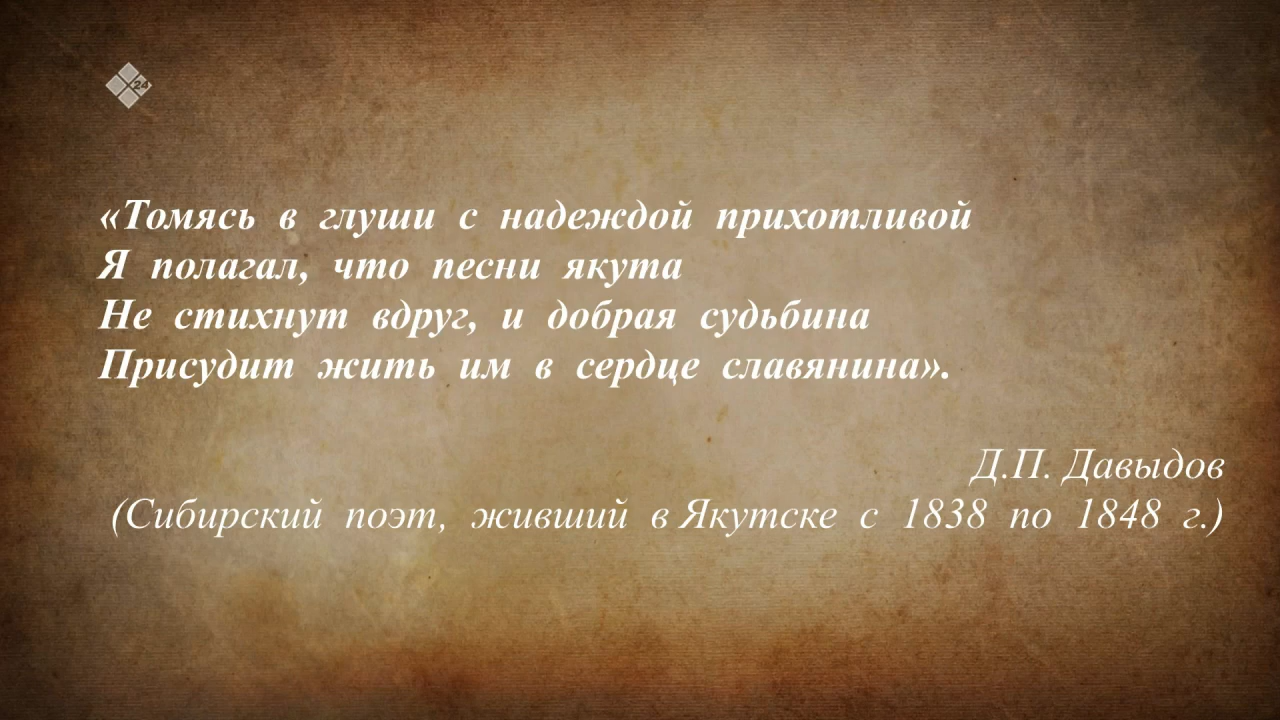 24
«Томясь в глуши с надеждой прихотливой
Я полагал, что песни якута
Не стихнут вдруг, и добрая судьбина
Присудит жить им в сердце славянина».
Д.П. Давыдов
(Сибирский поэт, живший в Якутске с 1838 по 1848 г.)